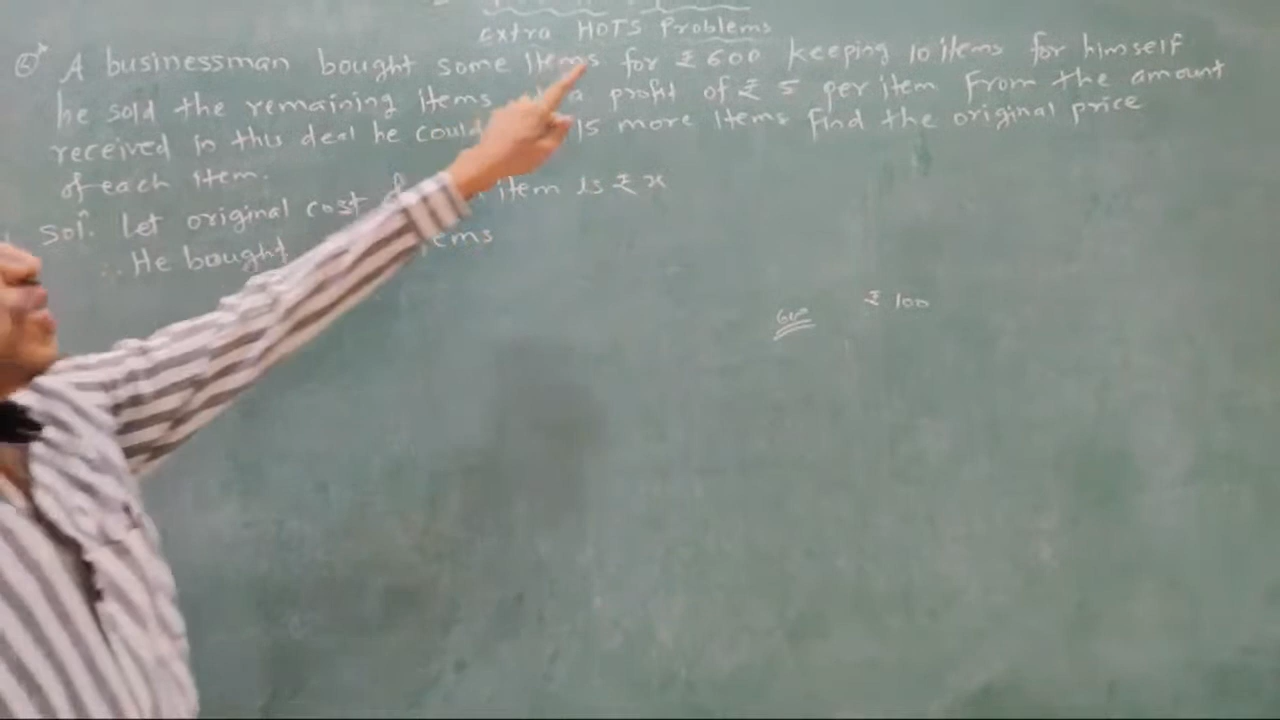 Extra HOTS Problems
A businessman bought some items for ₹ 600 keeping 10 items for himself
he sold the remaining items a profit of ₹ 5 per item From the amount
received in this deal he could 15 more items Find the original price
of each item.
Sol. Let original cost of item is ₹ x
∴ He bought items
₹ 100